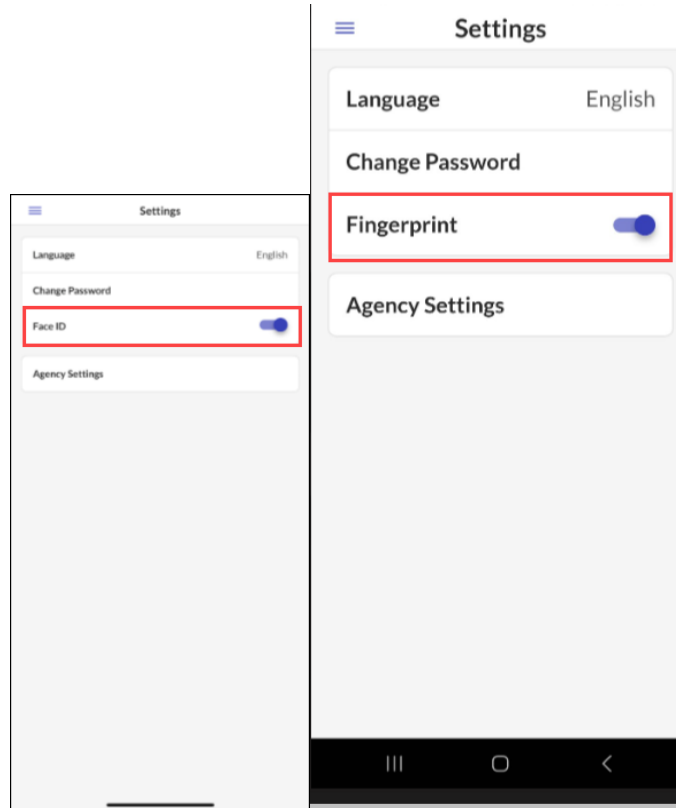 Settings
Language English
Change Password
Face ID
Agency Settings
Settings
Language English
Change Password
Fingerprint
Agency Settings